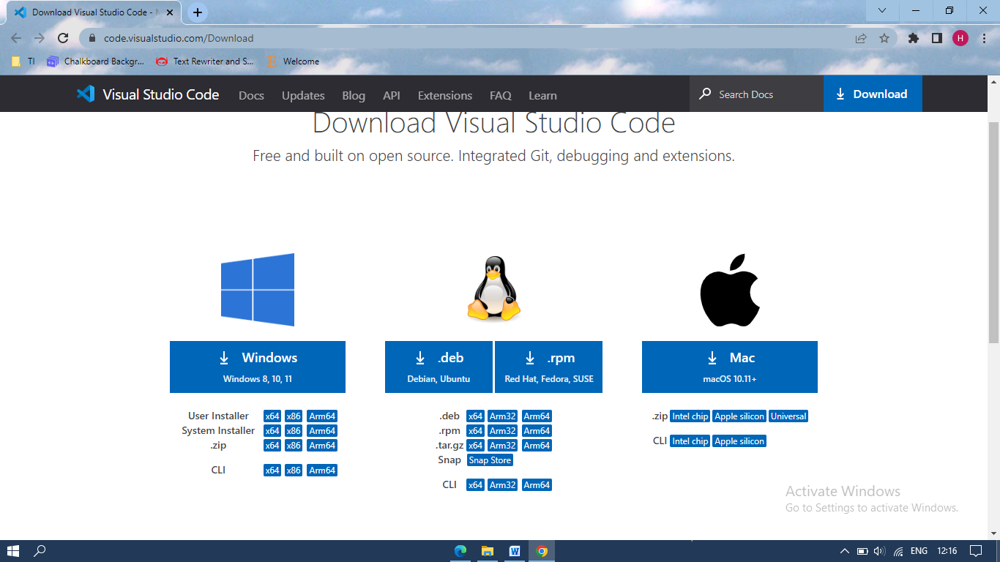 Download Visual Studio Code -
code.visualstudio.com/Download
H
TI Chalkboard Backgr... Text Rewriter and S... Welcome
Visual Studio Code Docs Updates Blog API Extensions FAQ Learn Search Docs Download
Download Visual Studio Code
Free and built on open source. Integrated Git, debugging and extensions.
Windows
Windows 8, 10, 11
.deb
Debian, Ubuntu
.rpm
Red Hat, Fedora, SUSE
Mac
macOS 10.11+
User Installer x64 x86 Arm64
System Installer x64 x86 Arm64
.zip x64 x86 Arm64
CLI x64 x86 Arm64
.deb x64 Arm32 Arm64
.rpm x64 Arm32 Arm64
.tar.gz x64 Arm32 Arm64
Snap Snap Store
CLI x64 Arm32 Arm64
.zip Intel chip Apple silicon Universal
CLI Intel chip Apple silicon
Activate Windows
Go to Settings to activate Windows.
W
ENG 12:16